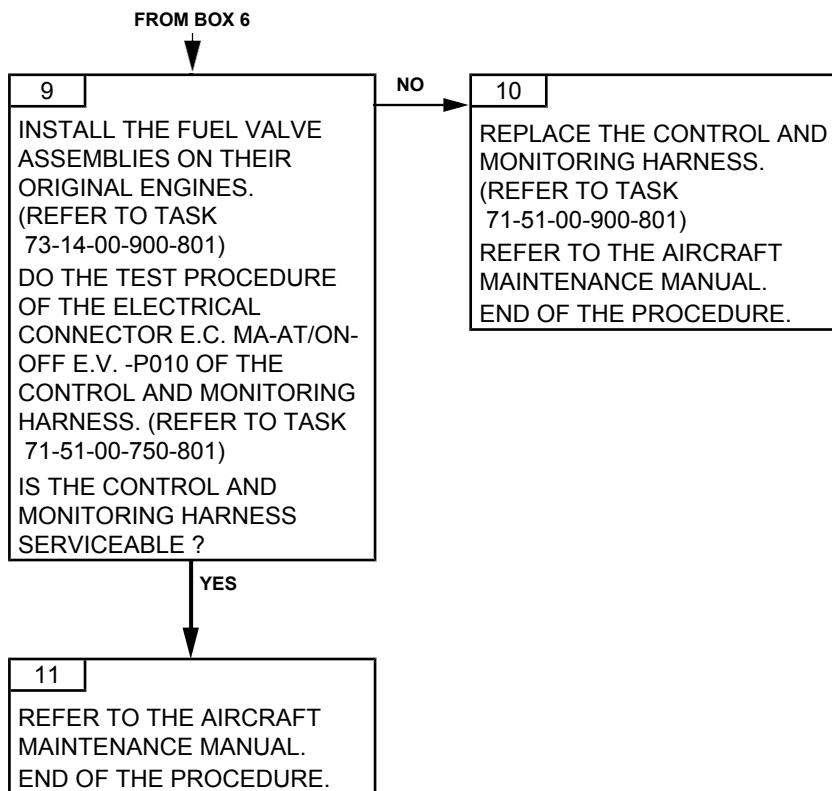 FROM BOX 6
9
INSTALL THE FUEL VALVE
ASSEMBLIES ON THEIR
ORIGINAL ENGINES.
(REFER TO TASK
73-14-00-900-801)
DO THE TEST PROCEDURE
OF THE ELECTRICAL
CONNECTOR E.C. MA-AT/ON-
OFF E.V. -P010 OF THE
CONTROL AND MONITORING
HARNESS. (REFER TO TASK
71-51-00-750-801)
IS THE CONTROL AND
MONITORING HARNESS
SERVICEABLE ?
NO
10
REPLACE THE CONTROL AND
MONITORING HARNESS.
(REFER TO TASK
71-51-00-900-801)
REFER TO THE AIRCRAFT
MAINTENANCE MANUAL.
END OF THE PROCEDURE.
YES
11
REFER TO THE AIRCRAFT
MAINTENANCE MANUAL.
END OF THE PROCEDURE.